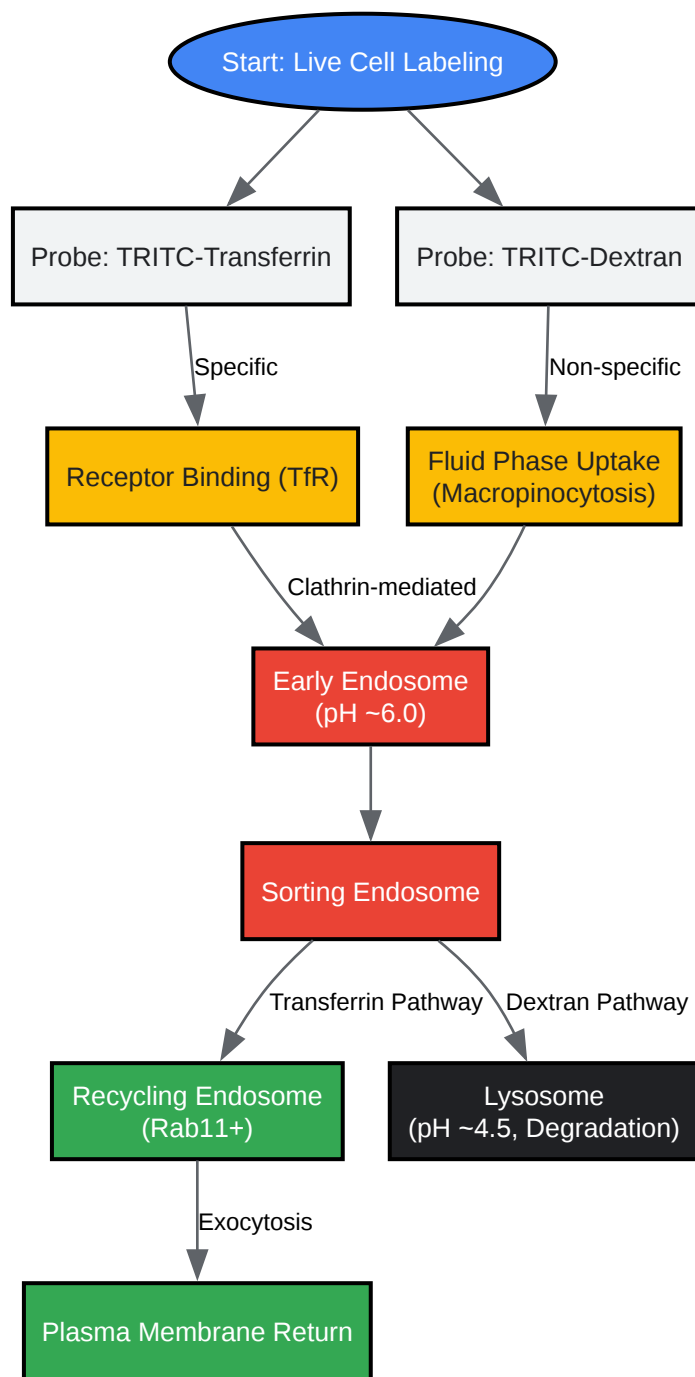 Start: Live Cell Labeling
Probe: TRITC-Transferrin
Probe: TRITC-Dextran
Specific
Non-specific
Receptor Binding (TfR)
Fluid Phase Uptake
(Macropinocytosis)
Clathrin-mediated
Early Endosome
(pH ~6.0)
Sorting Endosome
Transferrin Pathway
Dextran Pathway
Recycling Endosome
(Rab11+)
Lysosome
(pH ~4.5, Degradation)
Exocytosis
Plasma Membrane Return